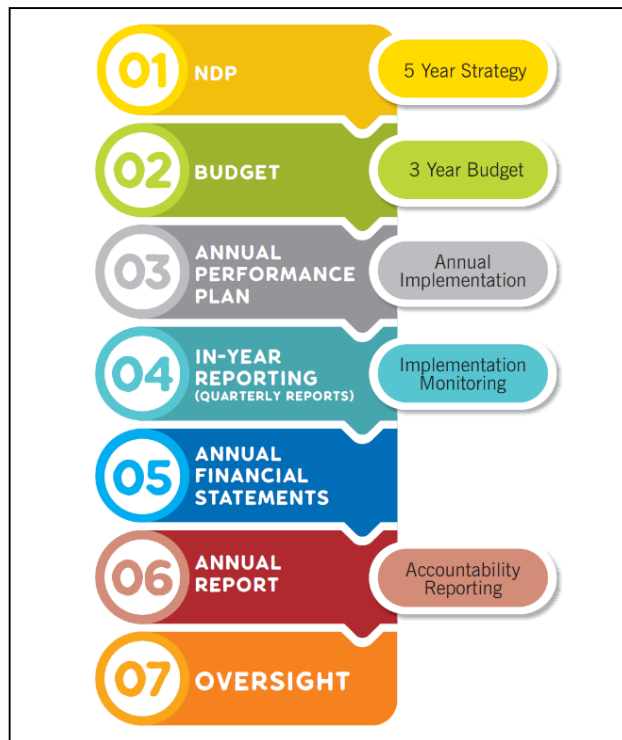 01
NDP
5 Year Strategy
02
BUDGET
3 Year Budget
03
ANNUAL
PERFORMANCE
PLAN
Annual
Implementation
04
IN-YEAR
REPORTING
(QUARTERLY REPORTS)
Implementation
Monitoring
05
ANNUAL
FINANCIAL
STATEMENTS
06
ANNUAL
REPORT
Accountability
Reporting
07
OVERSIGHT